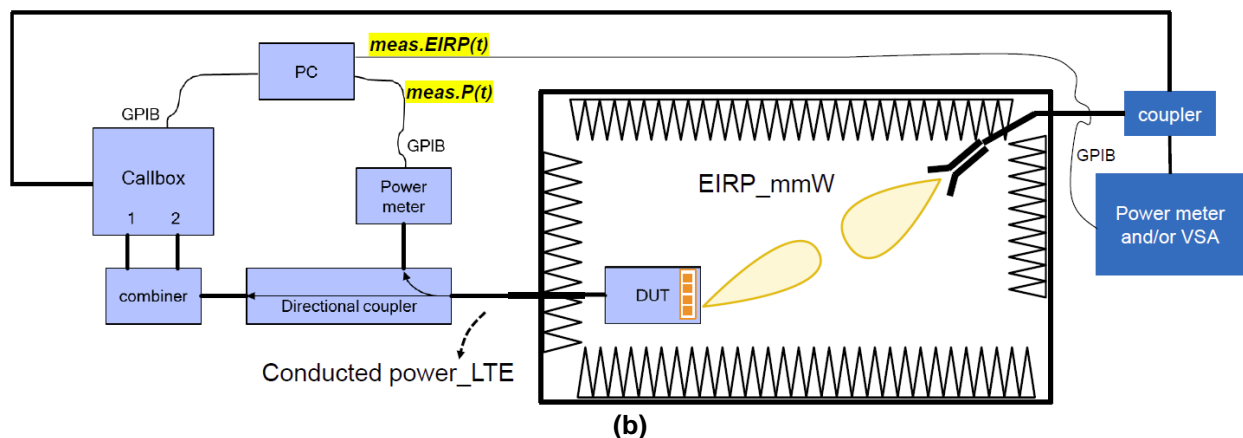 meas.EIRP(t)
PC
meas.P(t)
GPIB
GPIB
coupler
GPIB
Callbox
1 2
Power
meter
EIRP_mmW
Power meter
and/or VSA
combiner
Directional coupler
DUT
Conducted power_LTE
(b)